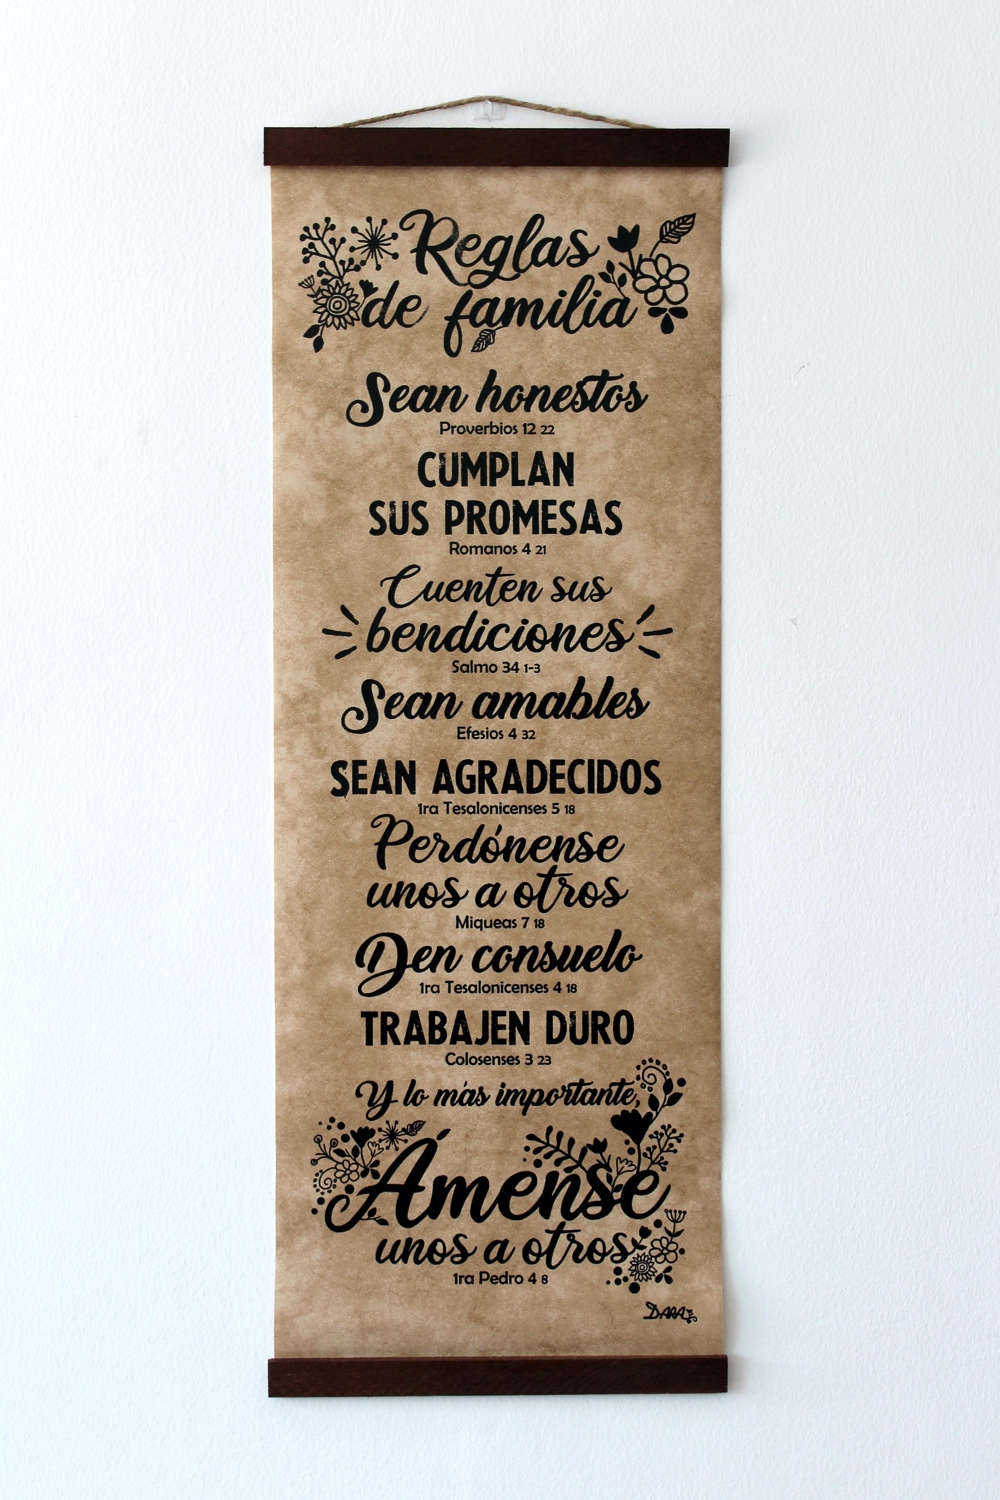 Reglas
de familia
Sean honestos
Proverbios 12 22
CUMPLAN
SUS PROMESAS
Romanos 4 21
Cuenten sus
bendiciones
Salmo 34 1-3
Sean amables
Efesios 4 32
SEAN AGRADECIDOS
1ra Tesalonicenses 5 18
Perdónense
unos a otros
Miqueas 7 18
Den consuelo
1ra Tesalonicenses 4 18
TRABAJEN DURO
Colosenses 3 23
Y lo más importante,
Ámense
unos a otros
1ra Pedro 4 8